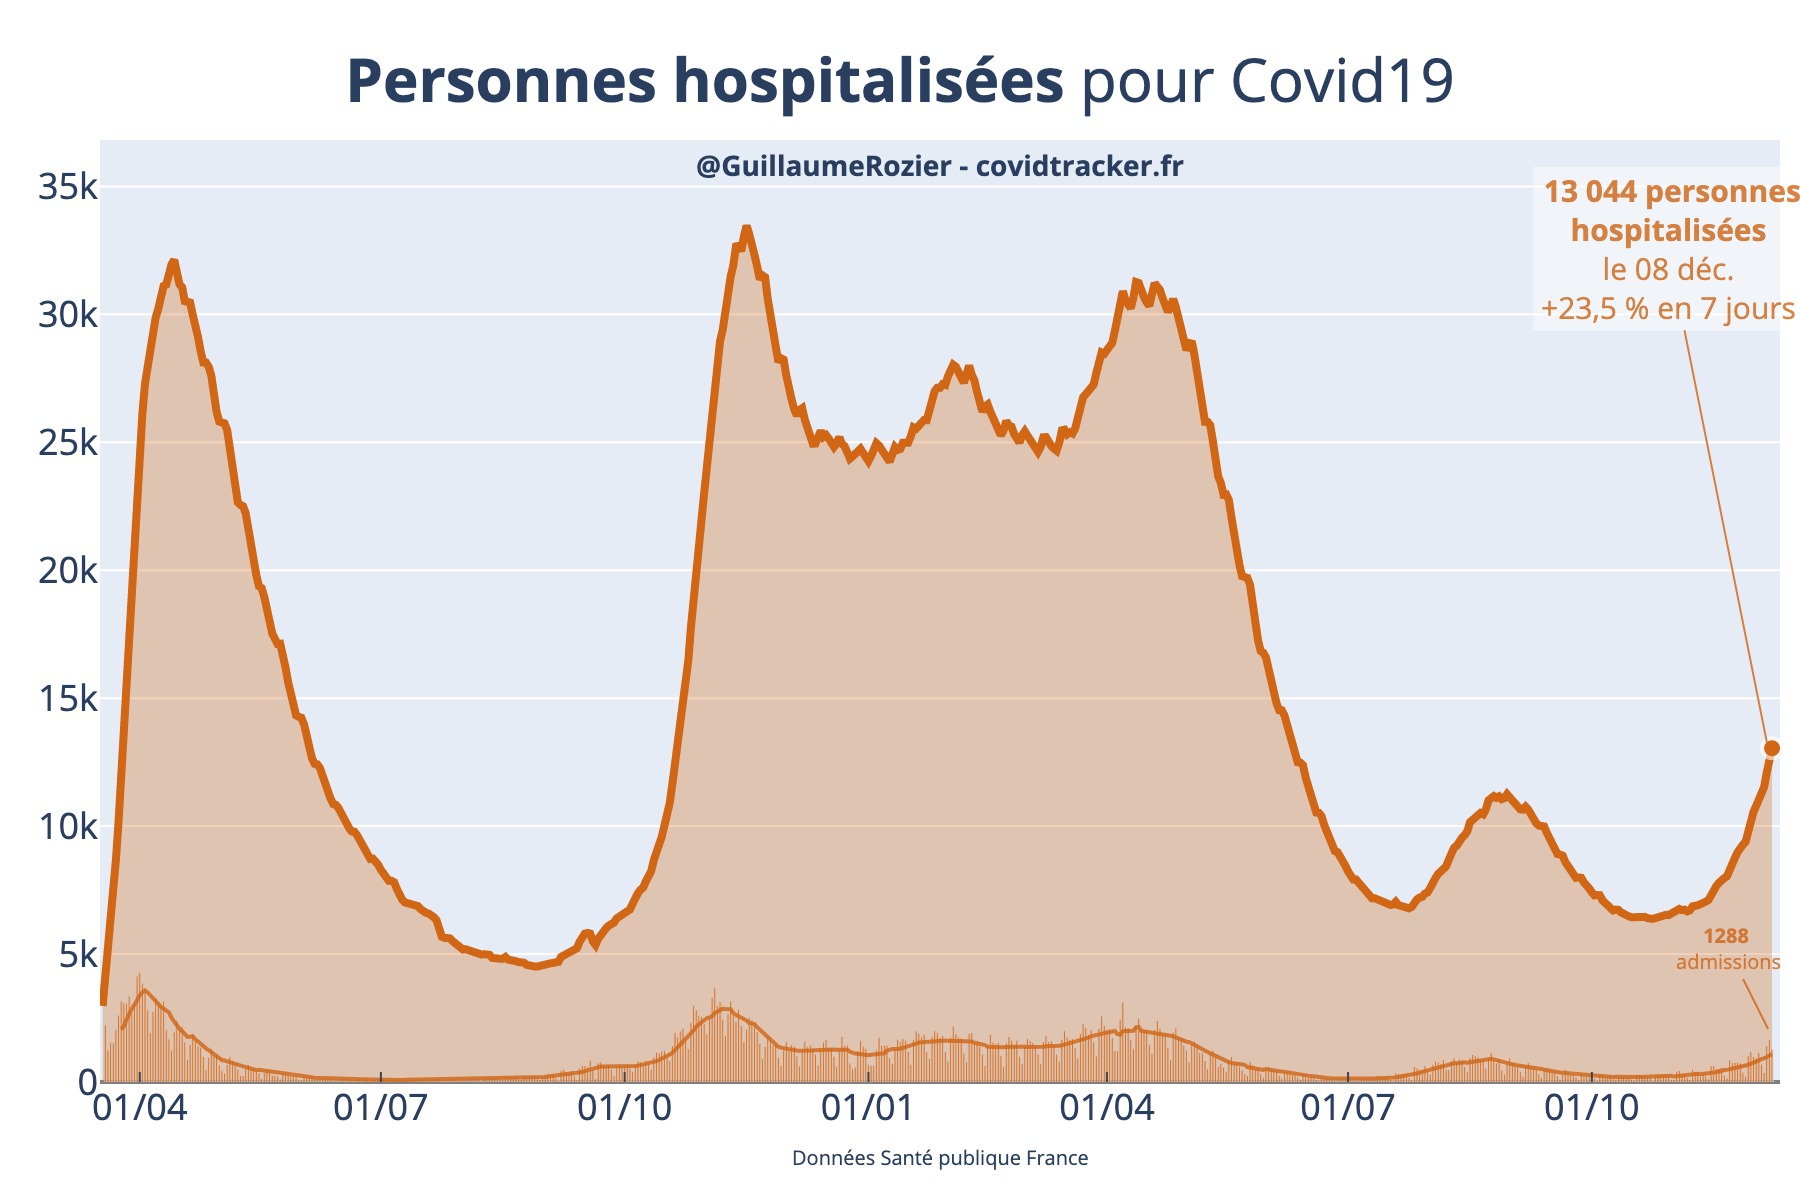 Personnes hospitalisées pour Covid19
@GuillaumeRozier - covidtracker.fr
35k
30k
25k
20k
15k
10k
5k
0
13 044 personnes
hospitalisées
le 08 déc.
+23,5 % en 7 jours
1288
admissions
01/04
01/07
01/10
01/01
01/04
01/07
01/10
Données Santé publique France